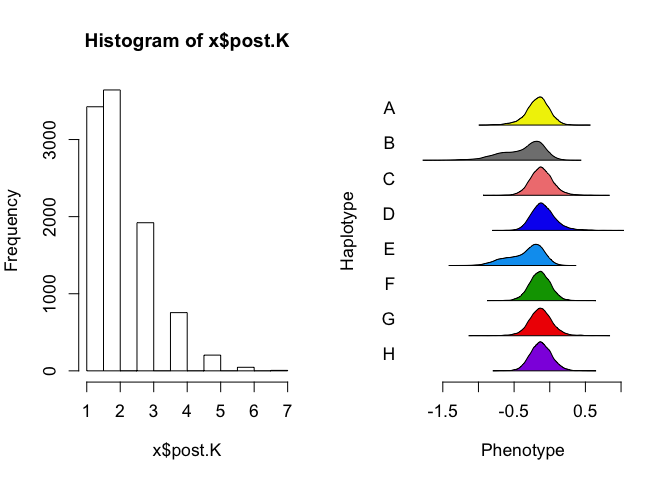 Histogram of x$post.K
Frequency
0
1000
2000
3000
1 2 3 4 5 6 7
x$post.K
Haplotype
A
B
C
D
E
F
G
H
-1.5 -0.5 0.5
Phenotype